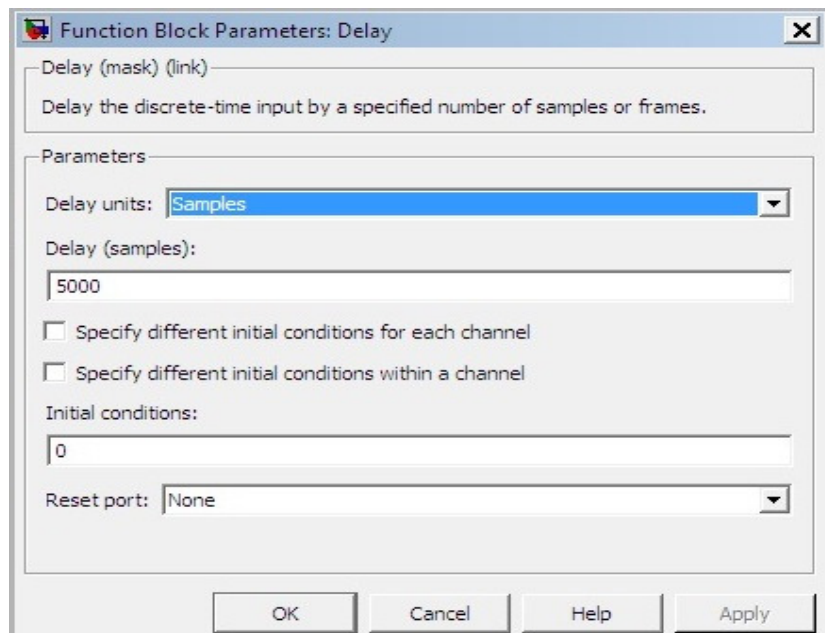 Function Block Parameters: Delay
Delay (mask) (link)
Delay the discrete-time input by a specified number of samples or frames.
Parameters
Delay units: Samples
Delay (samples):
5000
Specify different initial conditions for each channel
Specify different initial conditions within a channel
Initial conditions:
0
Reset port: None
OK Cancel Help Apply